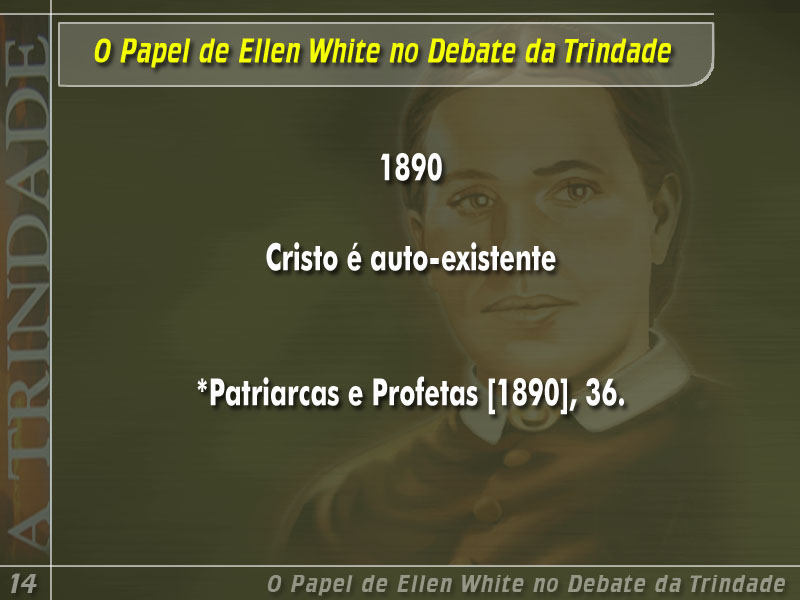 O Papel de Ellen White no Debate da Trindade
1890
Cristo é auto-existente
*Patriarcas e Profetas [1890], 36.
A TRINDADE
14
O Papel de Ellen White no Debate da Trindade